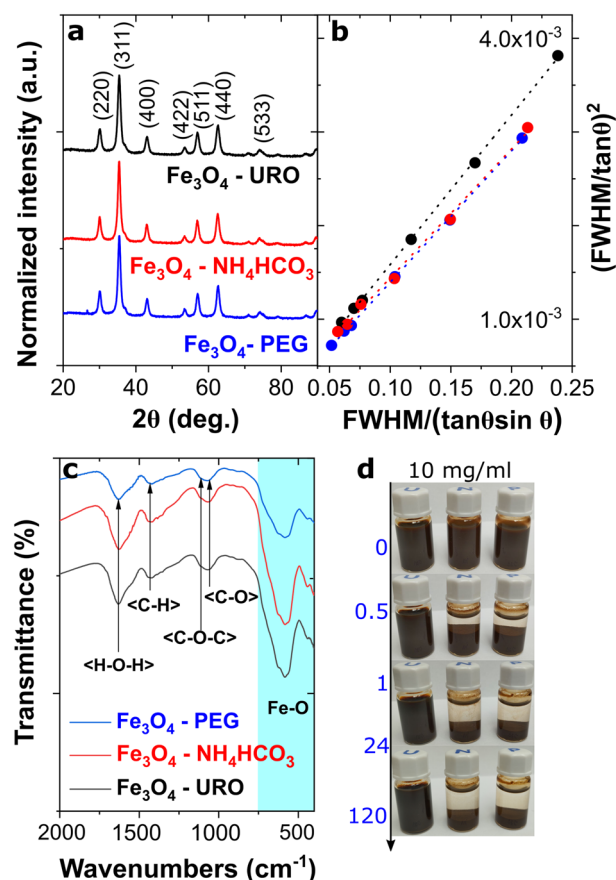 a
Normalized intensity (a.u.)
(220)
(311)
(400)
(422)
(511)
(440)
(533)
Fe₃O₄ - URO
Fe₃O₄ - NH₄HCO₃
Fe₃O₄- PEG
20 40 60 80
2θ (deg.)
b
4.0x10⁻³
1.0x10⁻³
(FWHM/tanθ)²
0.05 0.10 0.15 0.20 0.25
FWHM/(tanθsin θ)
c
Transmittance (%)
<C-H>
<C-O>
<H-O-H>
<C-O-C>
Fe-O
Fe₃O₄ - PEG
Fe₃O₄ - NH₄HCO₃
Fe₃O₄ - URO
2000 1500 1000 500
Wavenumbers (cm⁻¹)
d
10 mg/ml
0
0.5
1
24
120